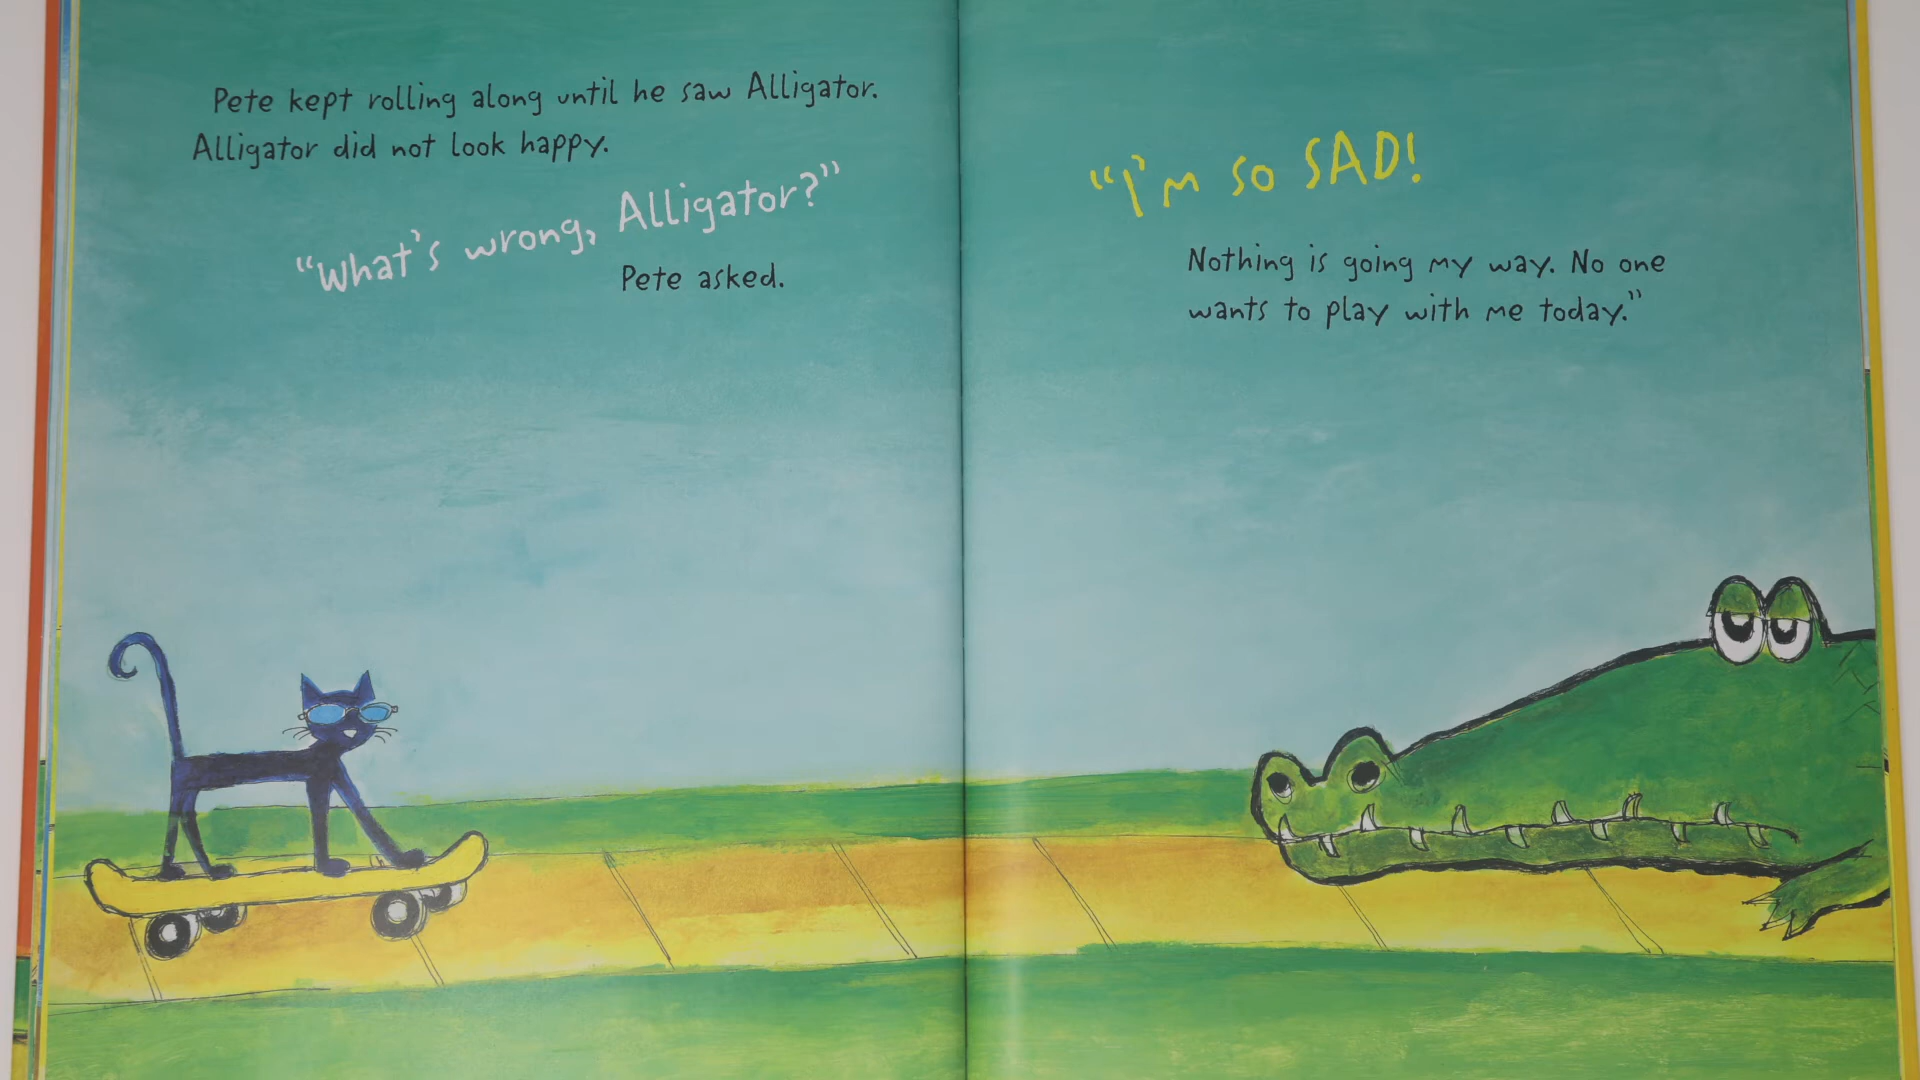 Pete kept rolling along until he saw Alligator.
Alligator did not look happy.
“What's wrong, Alligator?”
Pete asked.
“I'm so SAD!
Nothing is going my way. No one
wants to play with me today.”